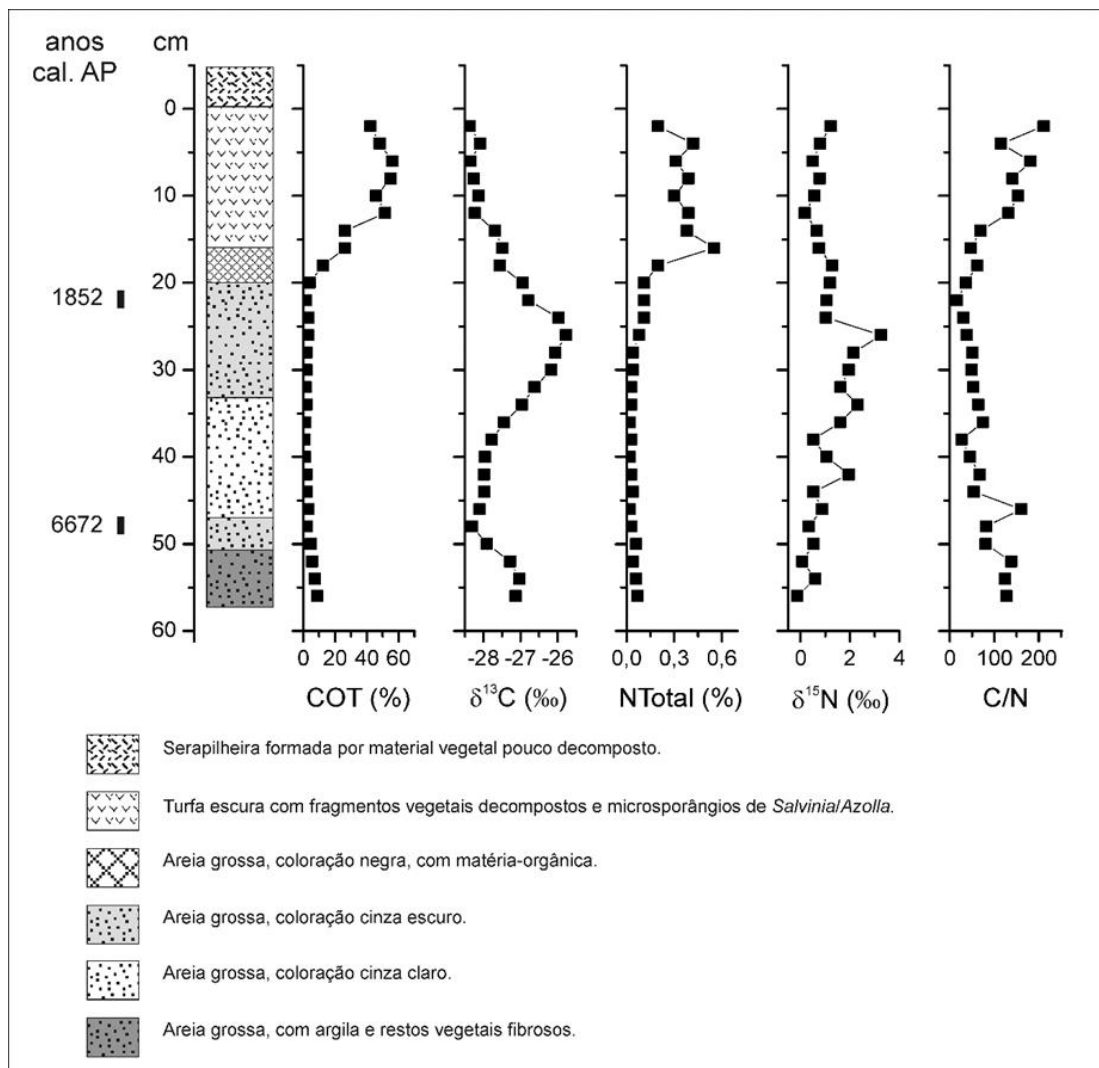 anos
cal. AP
cm
0
10
20
30
40
50
60
1852
6672
0 20 40 60
-28 -27 -26
0,0 0,3 0,6
0 2 4
0 100 200
COT (%)
δ¹³C (‰)
NTotal (%)
δ¹⁵N (‰)
C/N
Serapilheira formada por material vegetal pouco decomposto.
Turfa escura com fragmentos vegetais decompostos e microsporângios de Salvinia/Azolla.
Areia grossa, coloração negra, com matéria-orgânica.
Areia grossa, coloração cinza escuro.
Areia grossa, coloração cinza claro.
Areia grossa, com argila e restos vegetais fibrosos.